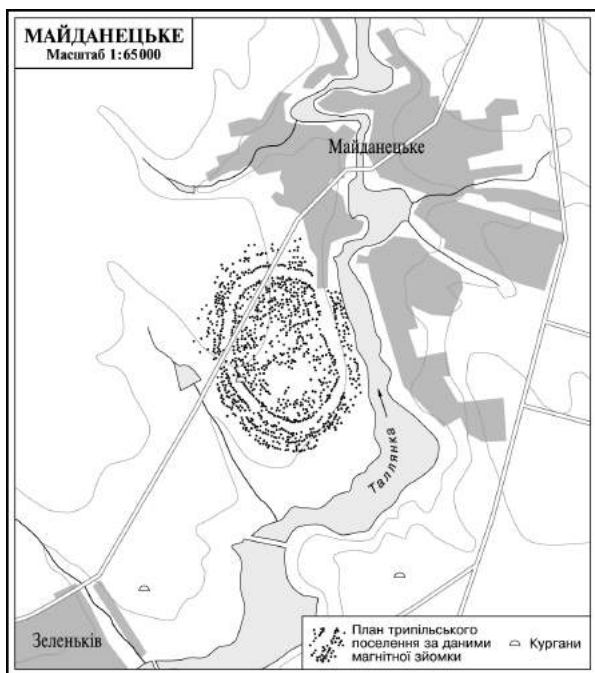 МАЙДАНЕЦЬКЕ
Масштаб 1:65000
Майданецьке
Таллянка
Зеленьків
План трипільського
поселення за даними
магнітної зйомки
Кургани